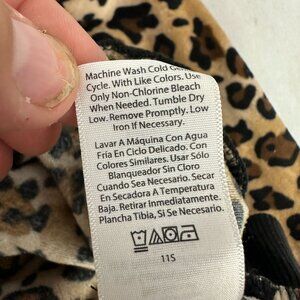 Machine Wash Cold Gentle
Cycle. With Like Colors. Use
Only Non-Chlorine Bleach
When Needed. Tumble Dry
Low. Remove Promptly. Low
Iron If Necessary.
Lavar A Máquina Con Agua
Fría En Ciclo Delicado. Con
Colores Similares. Usar Sólo
Blanqueador Sin Cloro
Cuando Sea Necesario. Secar
En Secadora A Temperatura
Baja. Retirar Inmediatamente.
Plancha Tibia, Si Se Necesario.
11S